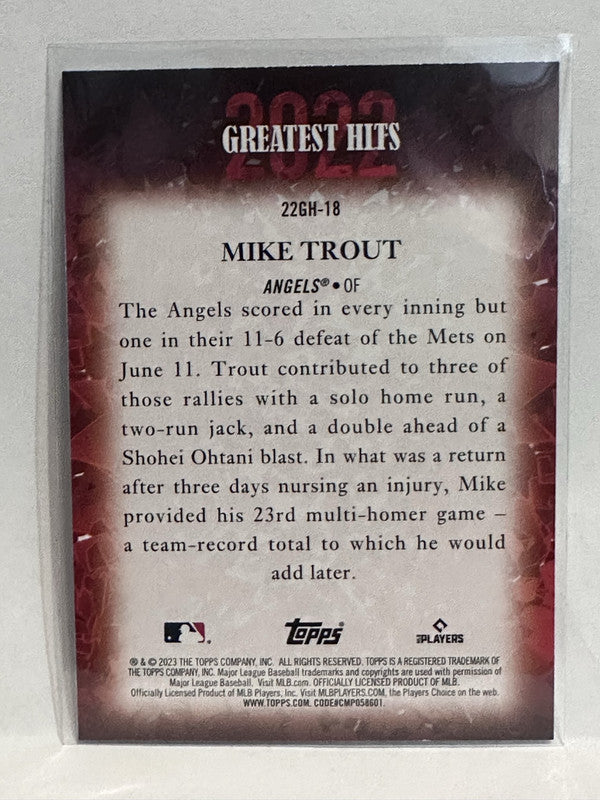 2022
GREATEST HITS
22GH-18
MIKE TROUT
ANGELS® • OF
The Angels scored in every inning but
one in their 11-6 defeat of the Mets on
June 11. Trout contributed to three of
those rallies with a solo home run, a
two-run jack, and a double ahead of a
Shohei Ohtani blast. In what was a return
after three days nursing an injury, Mike
provided his 23rd multi-homer game –
a team-record total to which he would
add later.
topps
PLAYERS
® & © 2023 THE TOPPS COMPANY, INC. ALL RIGHTS RESERVED. TOPPS IS A REGISTERED TRADEMARK OF
THE TOPPS COMPANY, INC. Major League Baseball trademarks and copyrights are used with permission of
Major League Baseball. Visit MLB.com. OFFICIALLY LICENSED PRODUCT OF MLB.
Officially Licensed Product of MLB Players, Inc. Visit MLBPLAYERS.COM, the Players Choice on the web.
WWW.TOPPS.COM. CODE#CMP058601.